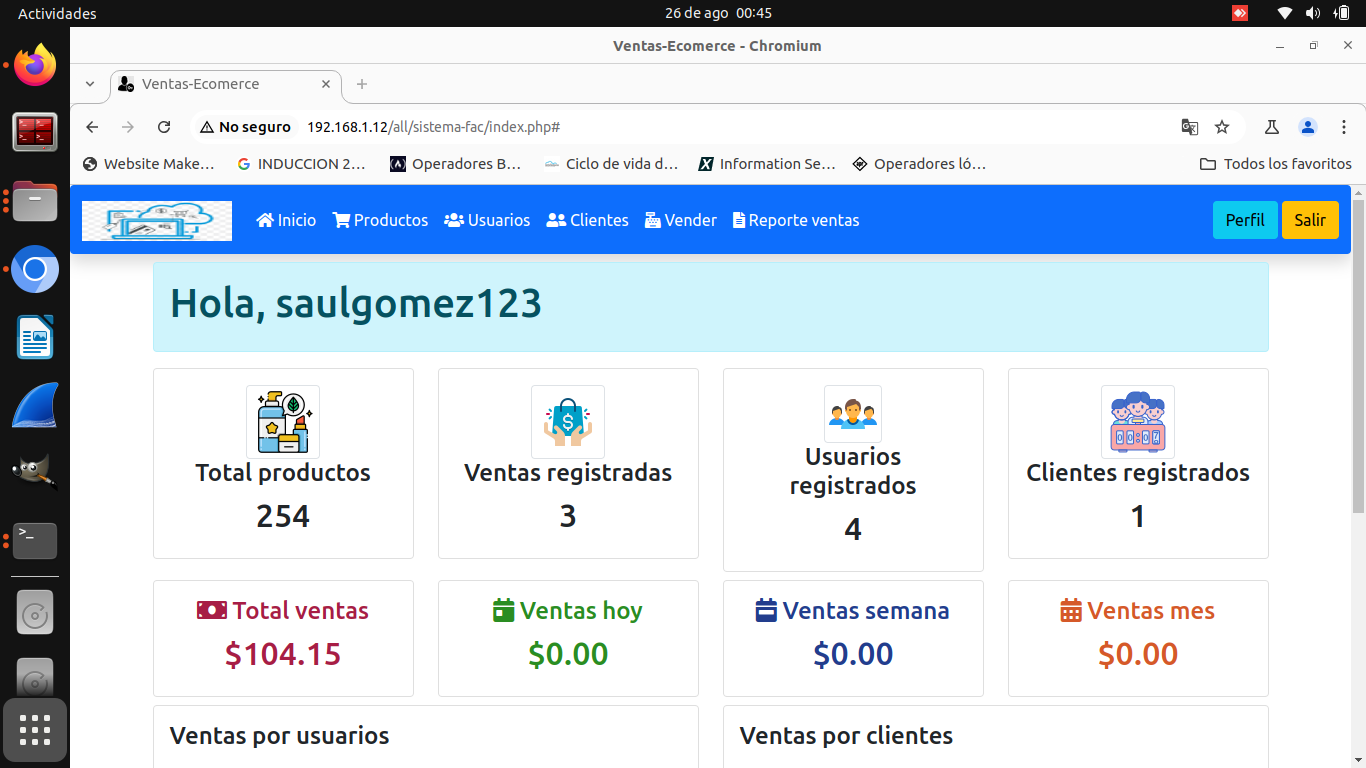 Actividades
26 de ago 00:45
Ventas-Ecomerce - Chromium
Ventas-Ecomerce
No seguro
192.168.1.12/all/sistema-fac/index.php#
Website Make…
INDUCCION 2…
Operadores B…
Ciclo de vida d…
Information Se…
Operadores ló…
Todos los favoritos
Inicio
Productos
Usuarios
Clientes
Vender
Reporte ventas
Perfil
Salir
Hola, saulgomez123
Total productos
254
Ventas registradas
3
Usuarios
registrados
4
Clientes registrados
1
Total ventas
$104.15
Ventas hoy
$0.00
Ventas semana
$0.00
Ventas mes
$0.00
Ventas por usuarios
Ventas por clientes